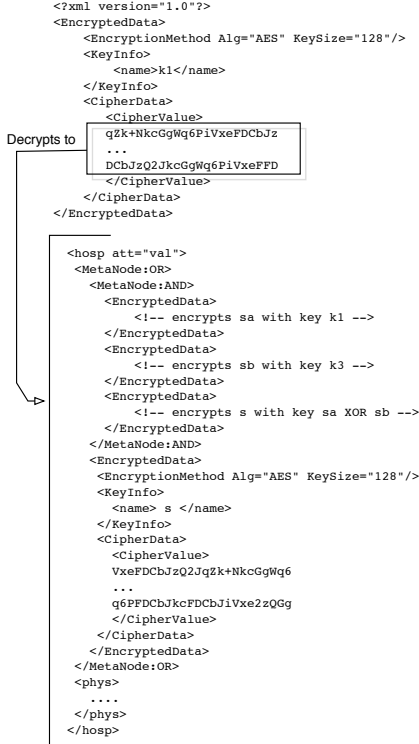 <?xml version="1.0"?>
<EncryptedData>
<EncryptionMethod Alg="AES" KeySize="128"/>
<KeyInfo>
<name>k1</name>
</KeyInfo>
<CipherData>
<CipherValue>
Decrypts to
qZk+NkcGgWq6PiVxeFDCbJz
...
DCbJzQ2JkcGgWq6PiVxeFFD
</CipherValue>
</CipherData>
</EncryptedData>
<hosp att="val">
<MetaNode:OR>
<MetaNode:AND>
<EncryptedData>
<!-- encrypts sa with key k1 -->
</EncryptedData>
<EncryptedData>
<!-- encrypts sb with key k3 -->
</EncryptedData>
<EncryptedData>
<!-- encrypts s with key sa XOR sb -->
</EncryptedData>
</MetaNode:AND>
<EncryptedData>
<EncryptionMethod Alg="AES" KeySize="128"/>
<KeyInfo>
<name> s </name>
</KeyInfo>
<CipherData>
<CipherValue>
VxeFDCbJzQ2JqZk+NkcGgWq6
...
q6PFDCbJkcFDCbJiVxe2zQGg
</CipherValue>
</CipherData>
</EncryptedData>
</MetaNode:OR>
<phys>
....
</phys>
</hosp>